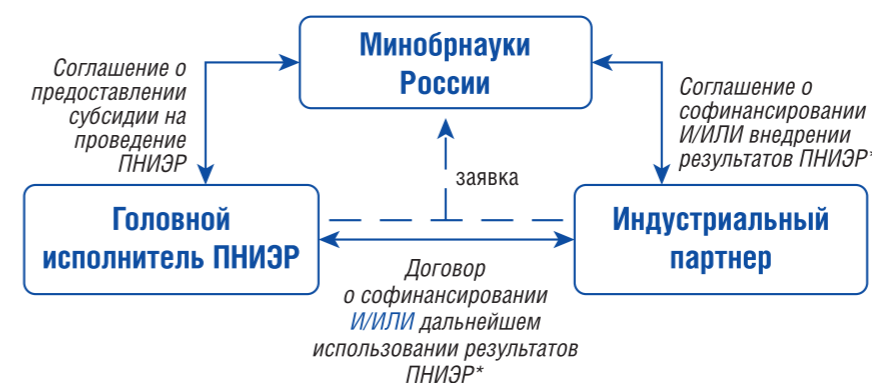 Минобрнауки
России
Соглашение о
предоставлении
субсидии на
проведение
ПНИЭР
Соглашение о
софинансировании
И/ИЛИ внедрении
результатов ПНИЭР*
заявка
Головной
исполнитель ПНИЭР
Индустриальный
партнер
Договор
о софинансировании
И/ИЛИ дальнейшем
использовании результатов
ПНИЭР*